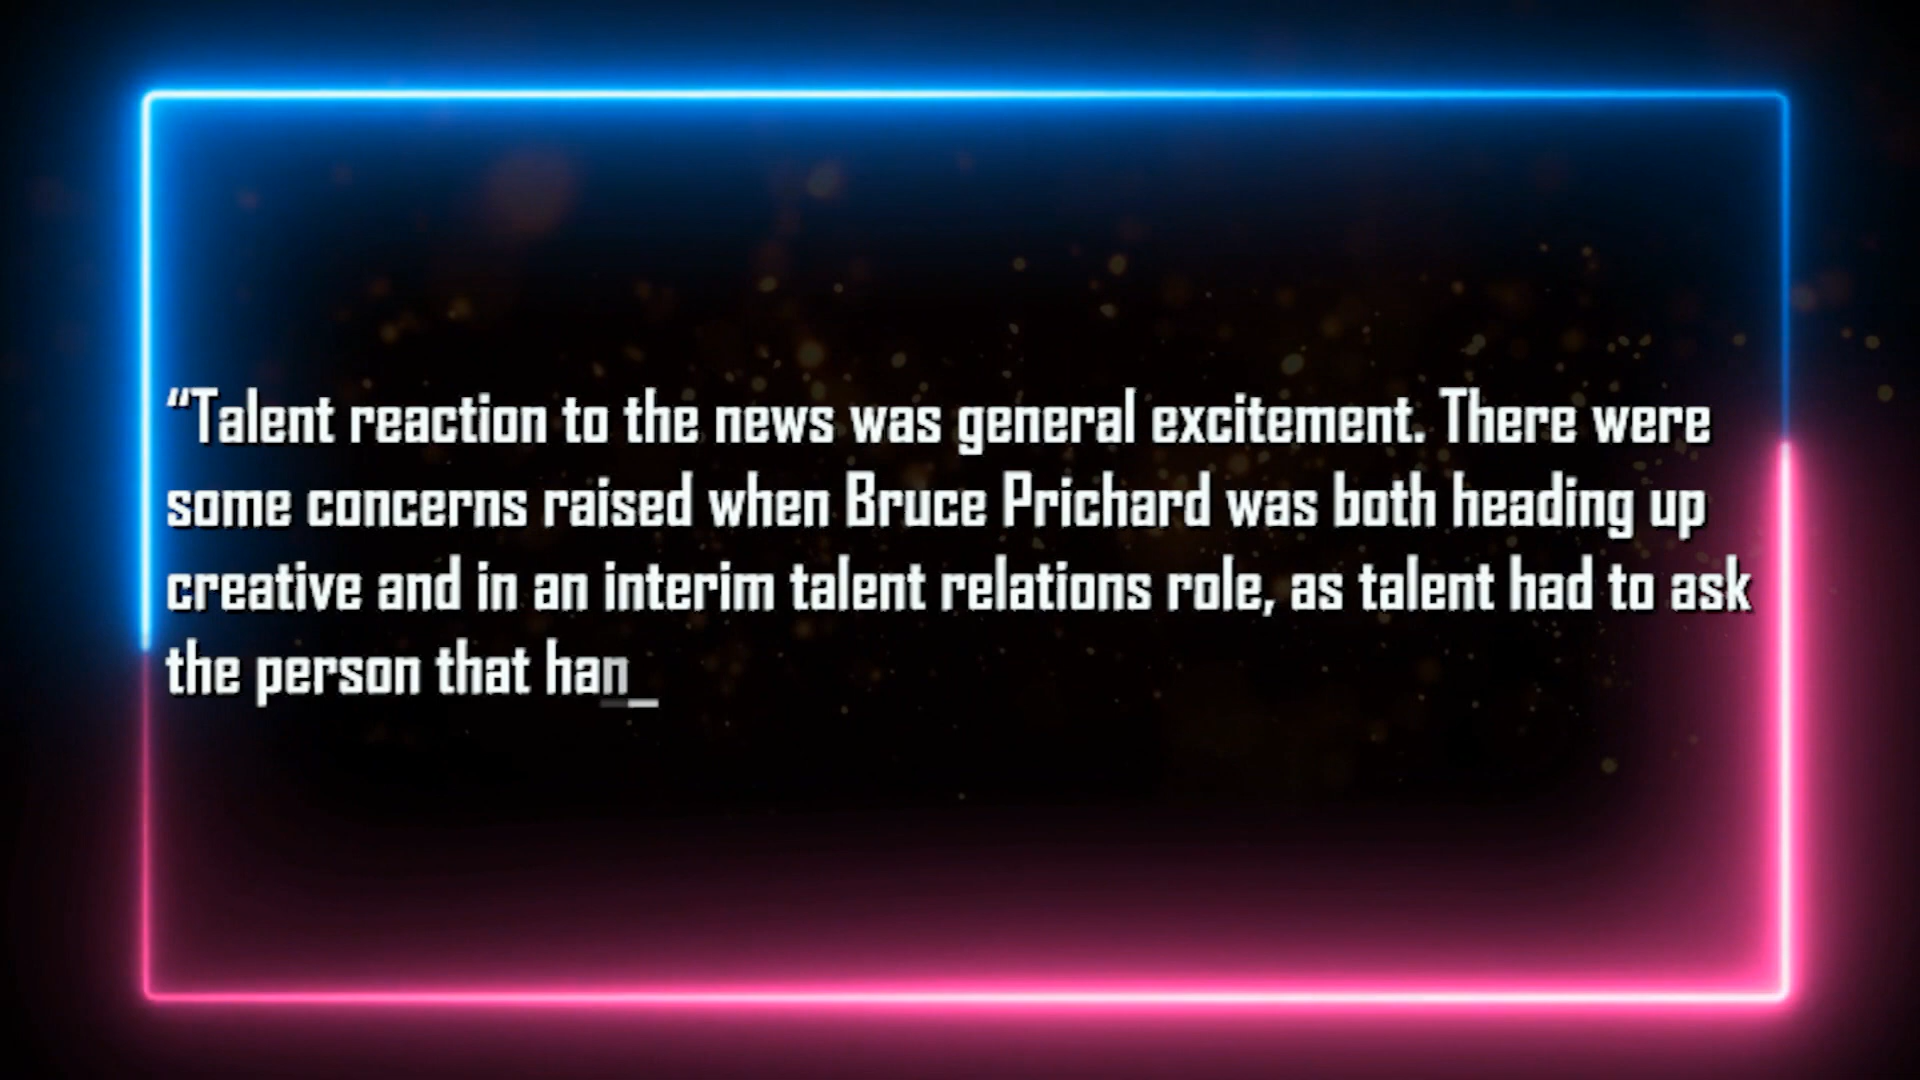 “Talent reaction to the news was general excitement. There were
some concerns raised when Bruce Prichard was both heading up
creative and in an interim talent relations role, as talent had to ask
the person that han_